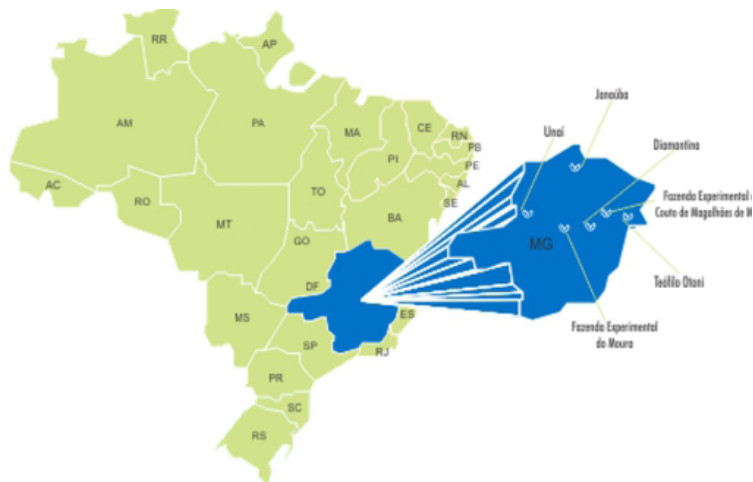 RR
AP
AM
PA
MA
CE
RN
PB
PI
PE
AL
SE
AC
RO
TO
BA
MT
GO
DF
MS
ES
SP
RJ
PR
SC
RS
Janaúba
Unaí
Diamantina
Fazenda Experimental
Couto de Magalhães de M
MG
Teófilo Otoni
Fazenda Experimental
do Moura